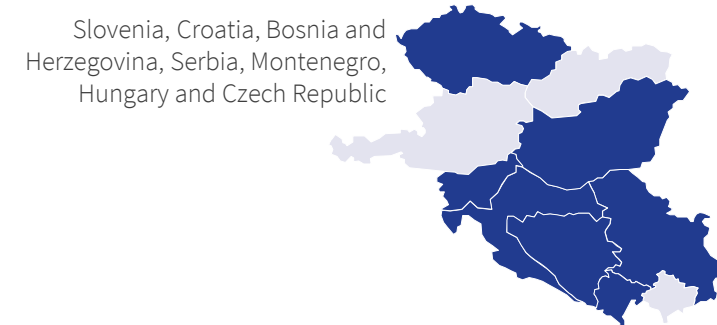 Slovenia, Croatia, Bosnia and
Herzegovina, Serbia, Montenegro,
Hungary and Czech Republic